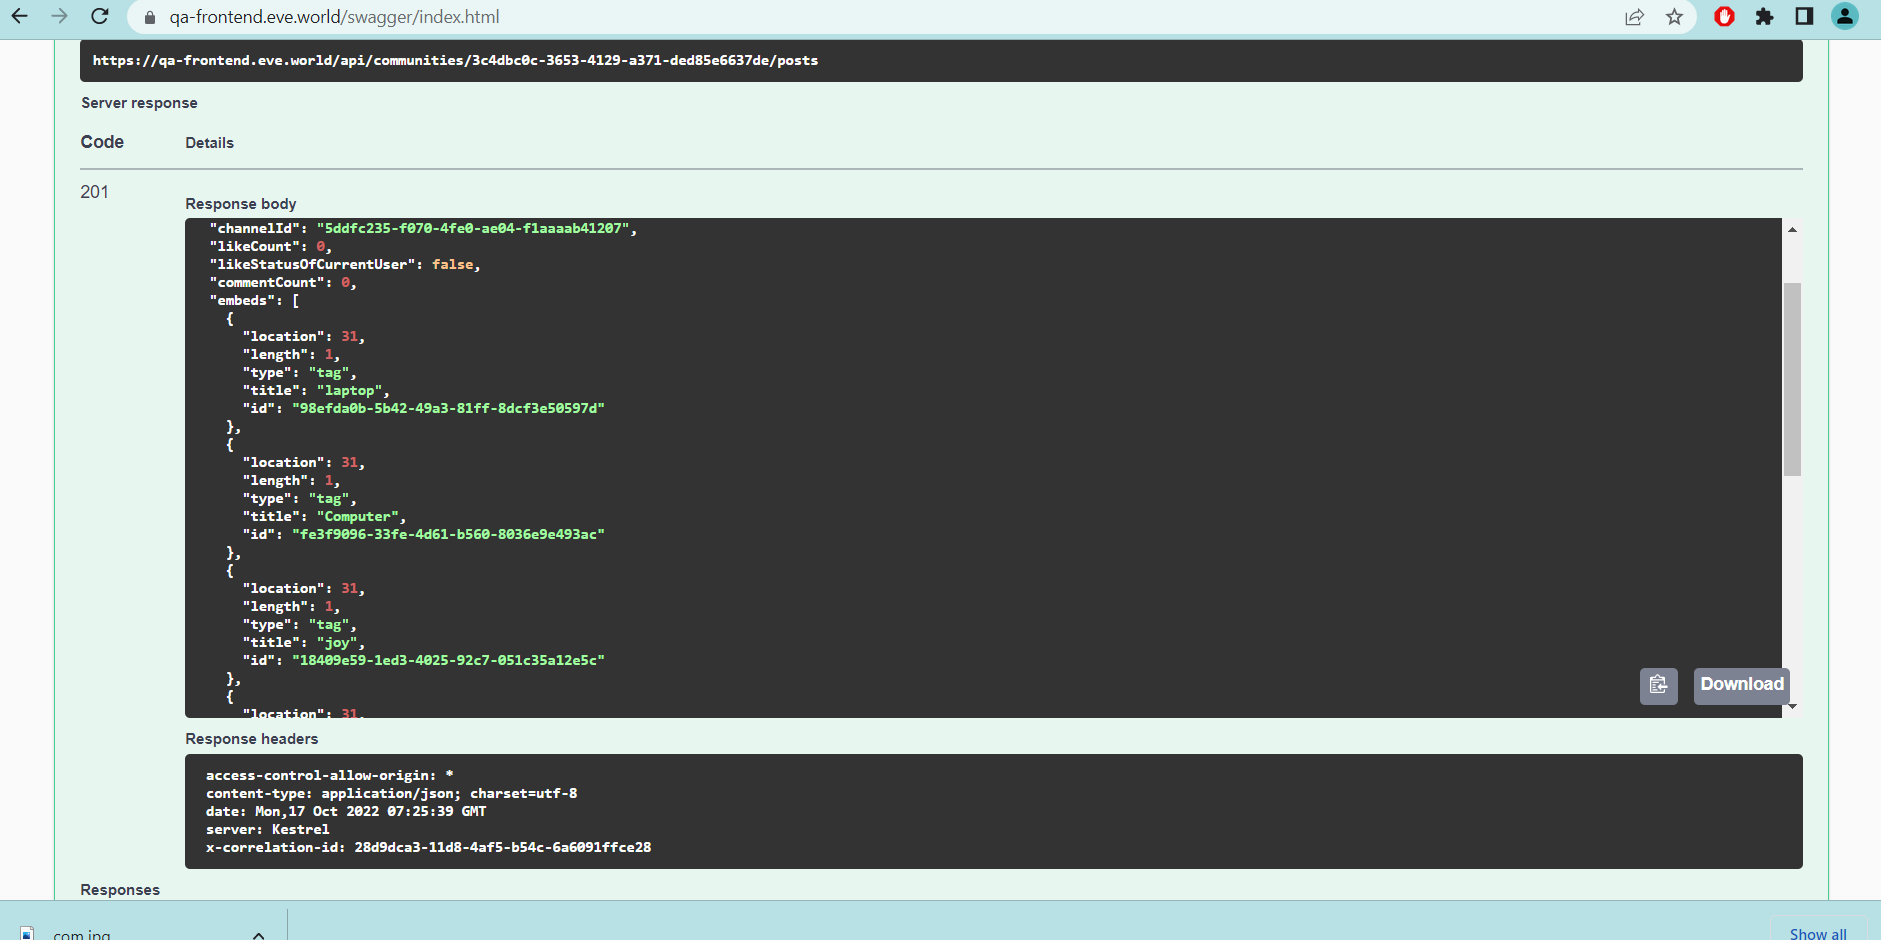 qa-frontend.eve.world/swagger/index.html
https://qa-frontend.eve.world/api/communities/3c4dbc0c-3653-4129-a371-ded85e6637de/posts
Server response
Code Details
201
Response body
"channelId": "5ddfc235-f070-4fe0-ae04-f1aaaab41207",
"likeCount": 0,
"likeStatusOfCurrentUser": false,
"commentCount": 0,
"embeds": [
{
"location": 31,
"length": 1,
"type": "tag",
"title": "laptop",
"id": "98efda0b-5b42-49a3-81ff-8dcf3e50597d"
},
{
"location": 31,
"length": 1,
"type": "tag",
"title": "Computer",
"id": "fe3f9096-33fe-4d61-b560-8036e9e493ac"
},
{
"location": 31,
"length": 1,
"type": "tag",
"title": "joy",
"id": "18409e59-1ed3-4025-92c7-051c35a12e5c"
},
{
"location": 31,
Download
Response headers
access-control-allow-origin: *
content-type: application/json; charset=utf-8
date: Mon,17 Oct 2022 07:25:39 GMT
server: Kestrel
x-correlation-id: 28d9dca3-11d8-4af5-b54c-6a6091ffce28
Responses
com.jpg
Show all